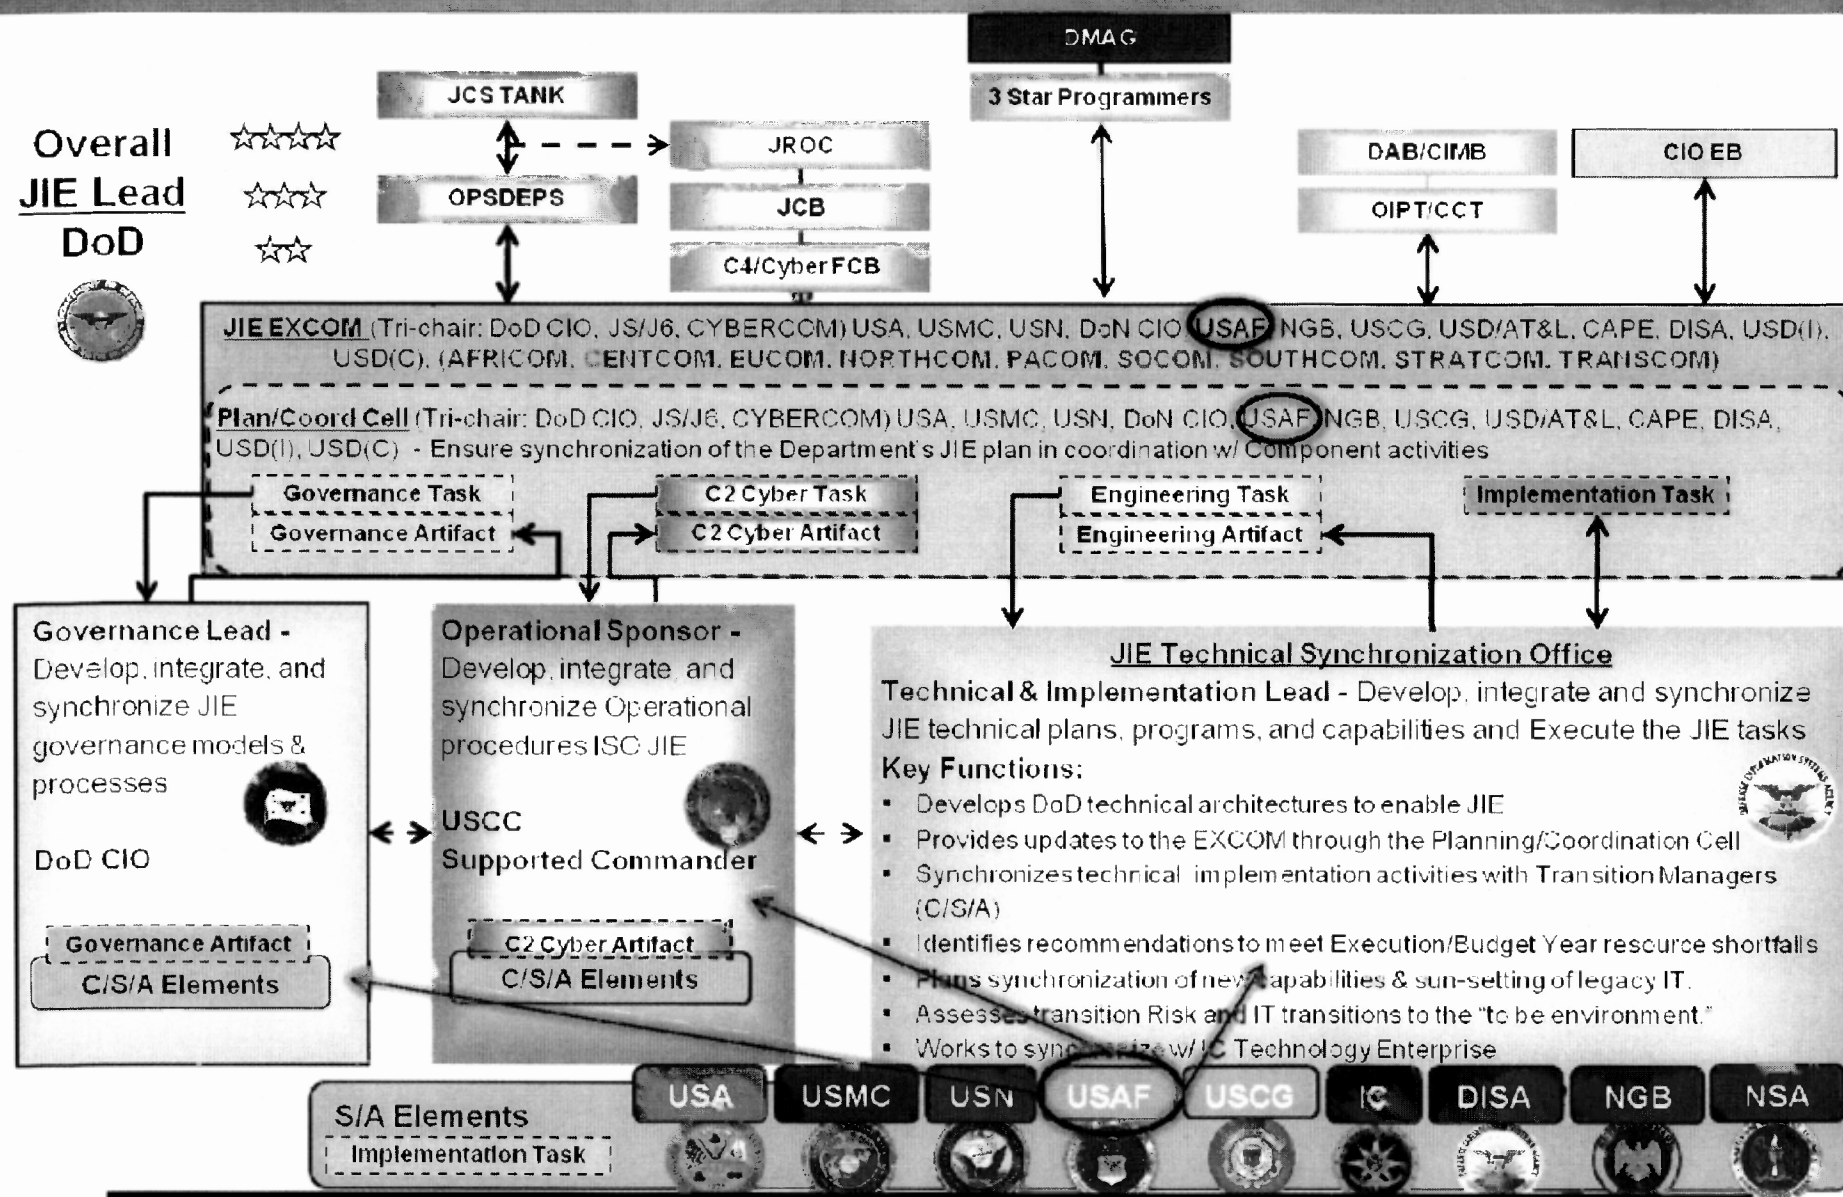 DMAG
JCS TANK
3 Star Programmers
Overall
JIE Lead
DoD
JROC
DAB/CIMB
CIO EB
OPSDEPS
JCB
OIPT/CCT
C4/Cyber FCB
JIE EXCOM (Tri-chair: DoD CIO, JS/J6, CYBERCOM) USA, USMC, USN, DoN CIO, USAF, NGB, USCG, USD/AT&L, CAPE, DISA, USD(I),
USD(C), (AFRICOM, CENTCOM, EUCOM, NORTHCOM, PACOM, SOCOM, SOUTHCOM, STRATCOM, TRANSCOM)
Plan/Coord Cell (Tri-chair: DoD CIO, JS/J6, CYBERCOM) USA, USMC, USN, DoN CIO, USAF, NGB, USCG, USD/AT&L, CAPE, DISA,
USD(I), USD(C) - Ensure synchronization of the Department's JIE plan in coordination w/ Component activities
Governance Task
Governance Artifact
C2 Cyber Task
C2 Cyber Artifact
Engineering Task
Engineering Artifact
Implementation Task
Governance Lead -
Develop, integrate, and
synchronize JIE
governance models &
processes
DoD CIO
Governance Artifact
C/S/A Elements
Operational Sponsor -
Develop, integrate, and
synchronize Operational
procedures ISC JIE
USCC
Supported Commander
C2 Cyber Artifact
C/S/A Elements
JIE Technical Synchronization Office
Technical & Implementation Lead - Develop, integrate and synchronize
JIE technical plans, programs, and capabilities and Execute the JIE tasks
Key Functions:
▪ Develops DoD technical architectures to enable JIE
▪ Provides updates to the EXCOM through the Planning/Coordination Cell
▪ Synchronizes technical implementation activities with Transition Managers
(C/S/A)
▪ Identifies recommendations to meet Execution/Budget Year resource shortfalls
▪ Plans synchronization of new capabilities & sun-setting of legacy IT.
▪ Assesses transition Risk and IT transitions to the "to be environment."
▪ Works to synchronize w/ IC Technology Enterprise
S/A Elements
Implementation Task
USA
USMC
USN
USAF
USCG
IC
DISA
NGB
NSA